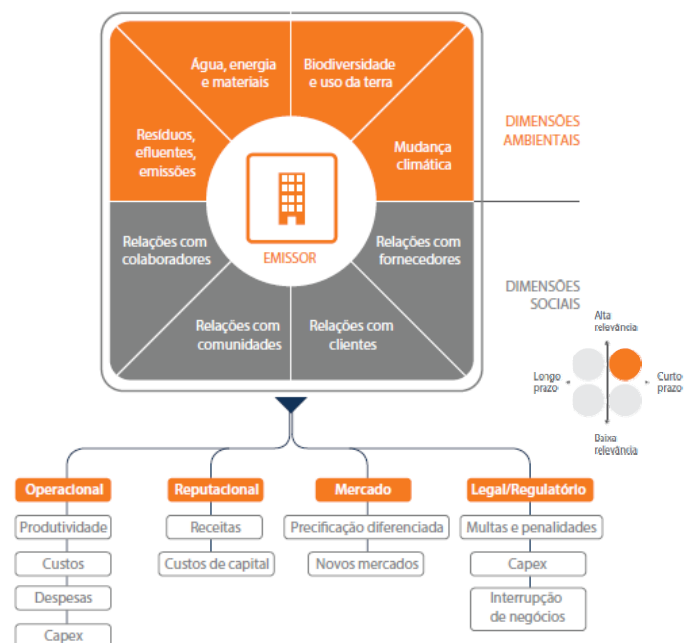 Água, energia
e materiais
Biodiversidade
e uso da terra
Resíduos,
efluentes,
emissões
Mudança
climática
DIMENSÕES
AMBIENTAIS
EMISSOR
Relações com
colaboradores
Relações com
fornecedores
Relações com
comunidades
Relações com
clientes
DIMENSÕES
SOCIAIS
Alta
relevância
Longo
prazo
Curto
prazo
Baixa
relevância
Operacional
Produtividade
Custos
Despesas
Capex
Reputacional
Receitas
Custos de capital
Mercado
Precificação diferenciada
Novos mercados
Legal/Regulatório
Multas e penalidades
Capex
Interrupção
de negócios